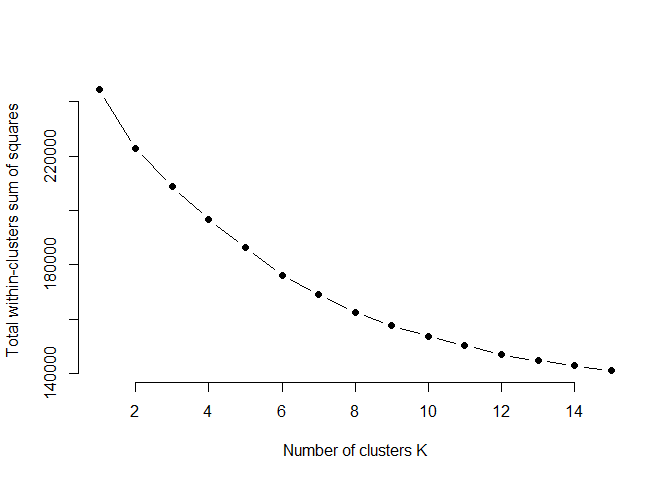 Total within-clusters sum of squares
220000
180000
140000
2 4 6 8 10 12 14
Number of clusters K